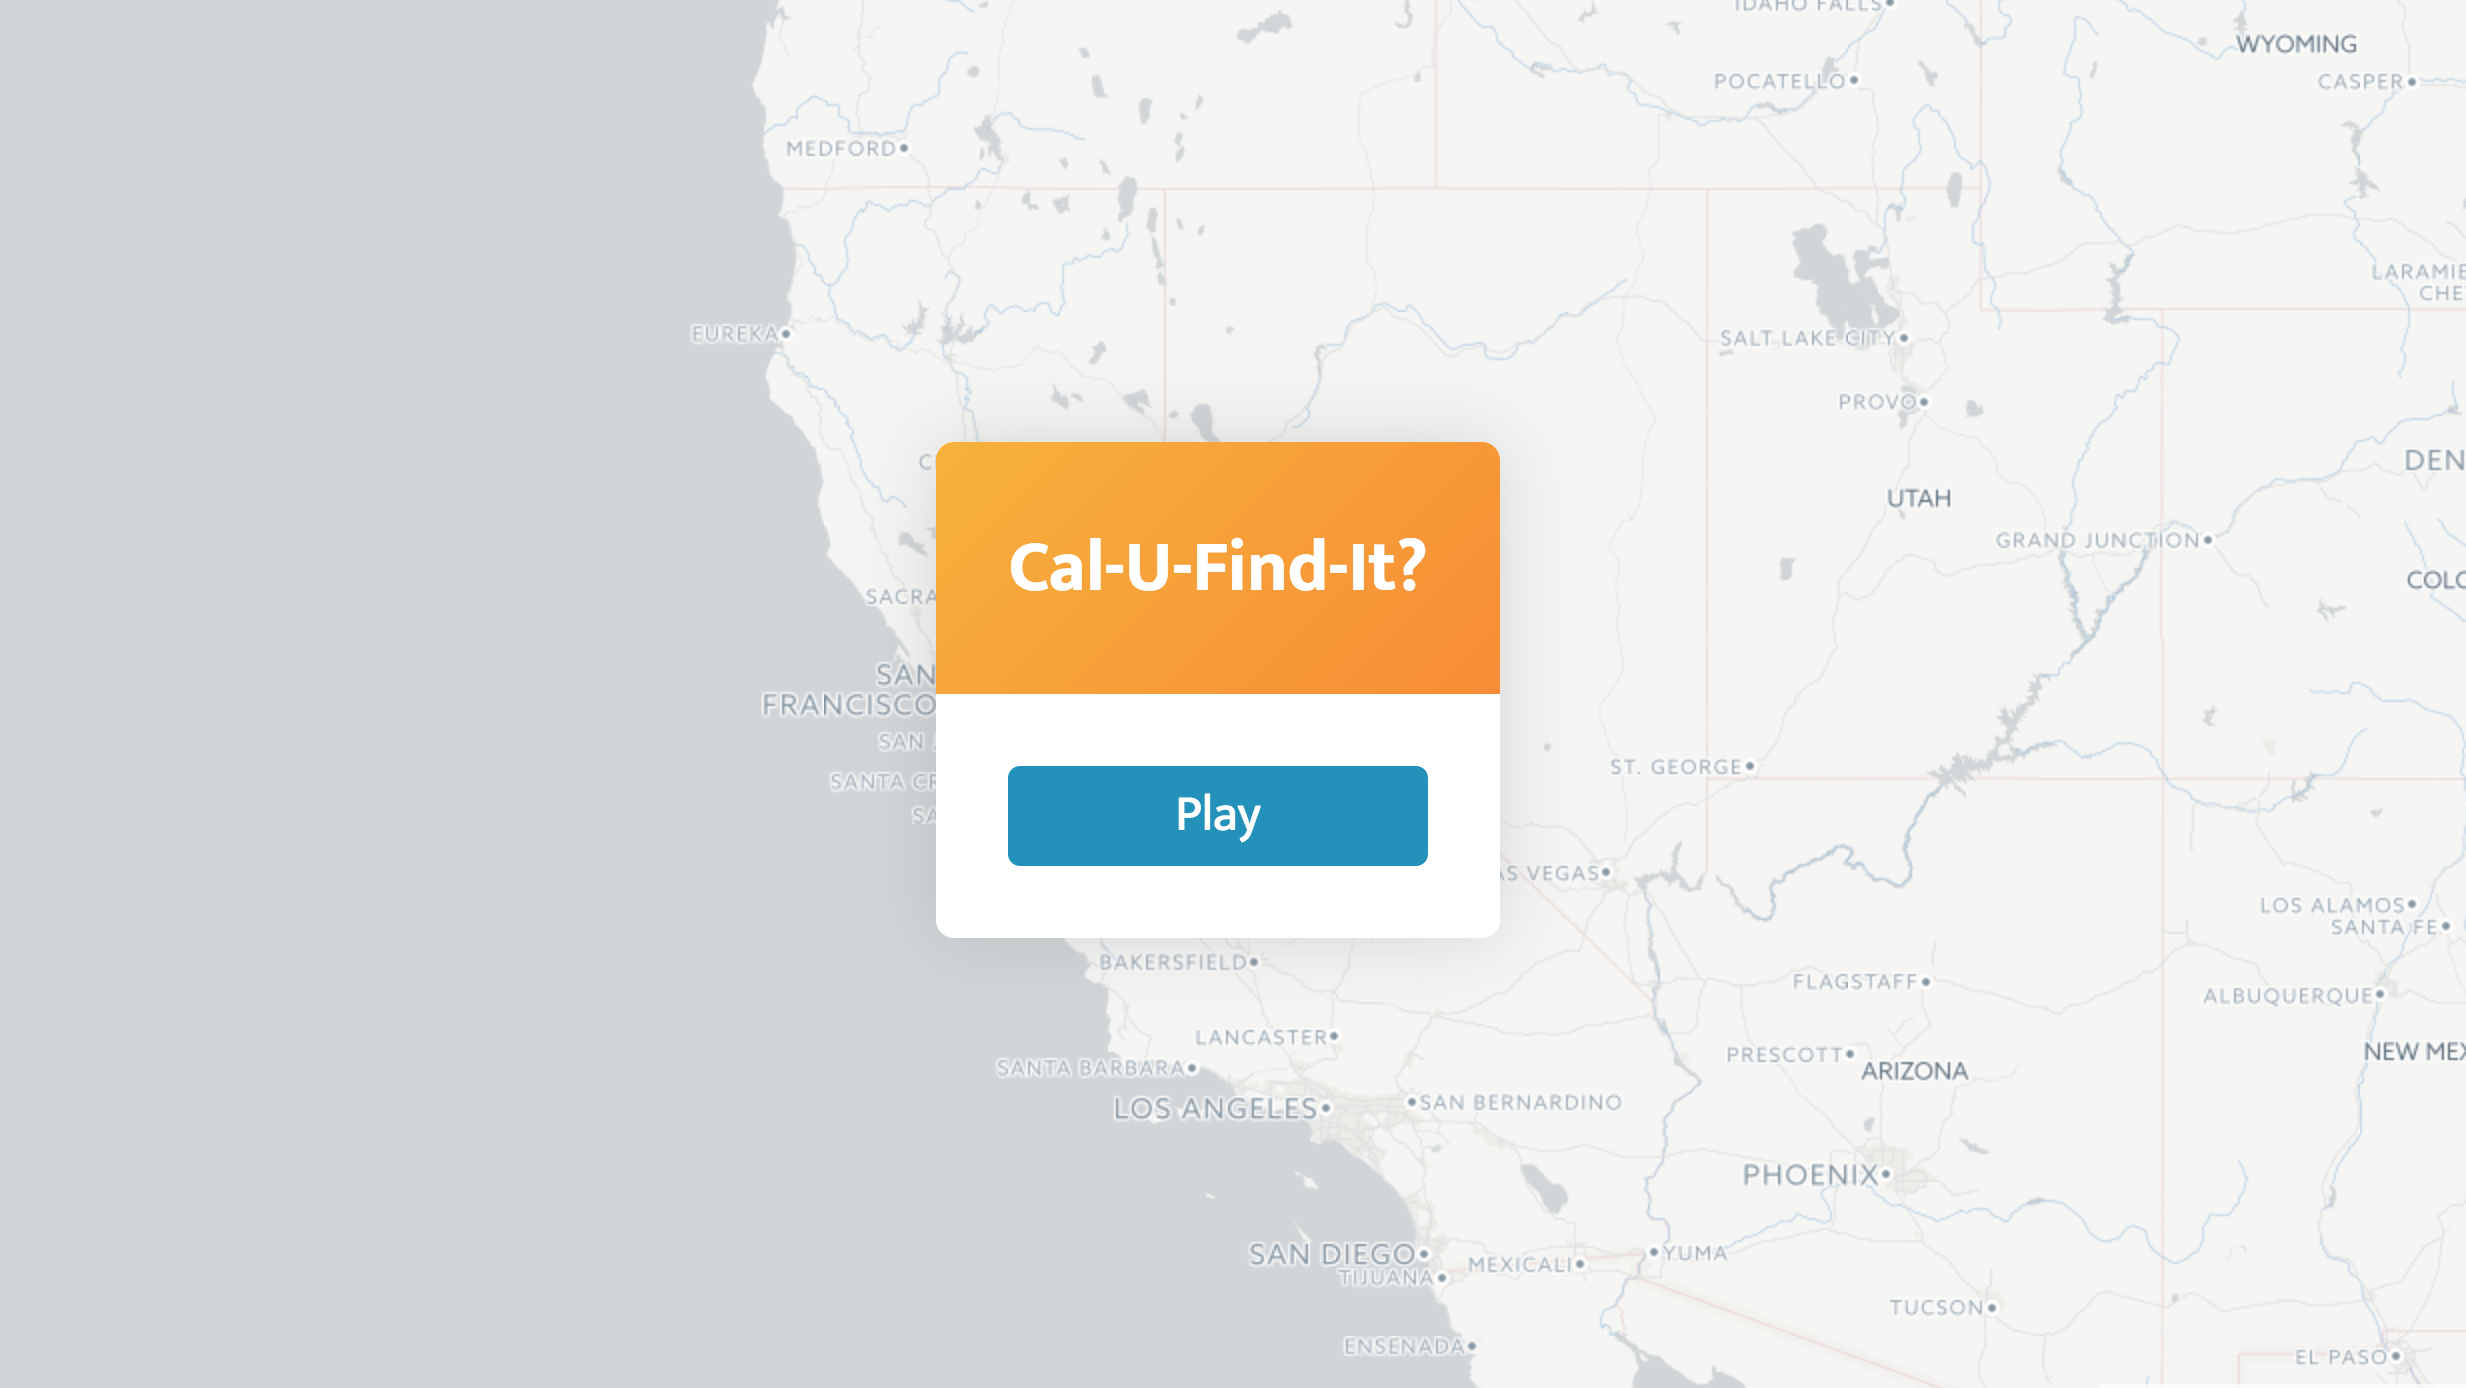 IDAHO FALLS
WYOMING
POCATELLO
CASPER
MEDFORD
LARAMIE
CHE
EUREKA
SALT LAKE CITY
PROVO
C
DEN
UTAH
GRAND JUNCTION
Cal-U-Find-It?
COLO
SACRA
SAN
FRANCISCO
SAN
ST. GEORGE
SANTA CR
Play
SA
AS VEGAS
LOS ALAMOS
SANTA FE
BAKERSFIELD
FLAGSTAFF
ALBUQUERQUE
LANCASTER
PRESCOTT
NEW MEX
SANTA BARBARA
ARIZONA
LOS ANGELES
SAN BERNARDINO
PHOENIX
SAN DIEGO
YUMA
MEXICALI
TIJUANA
TUCSON
ENSENADA
EL PASO